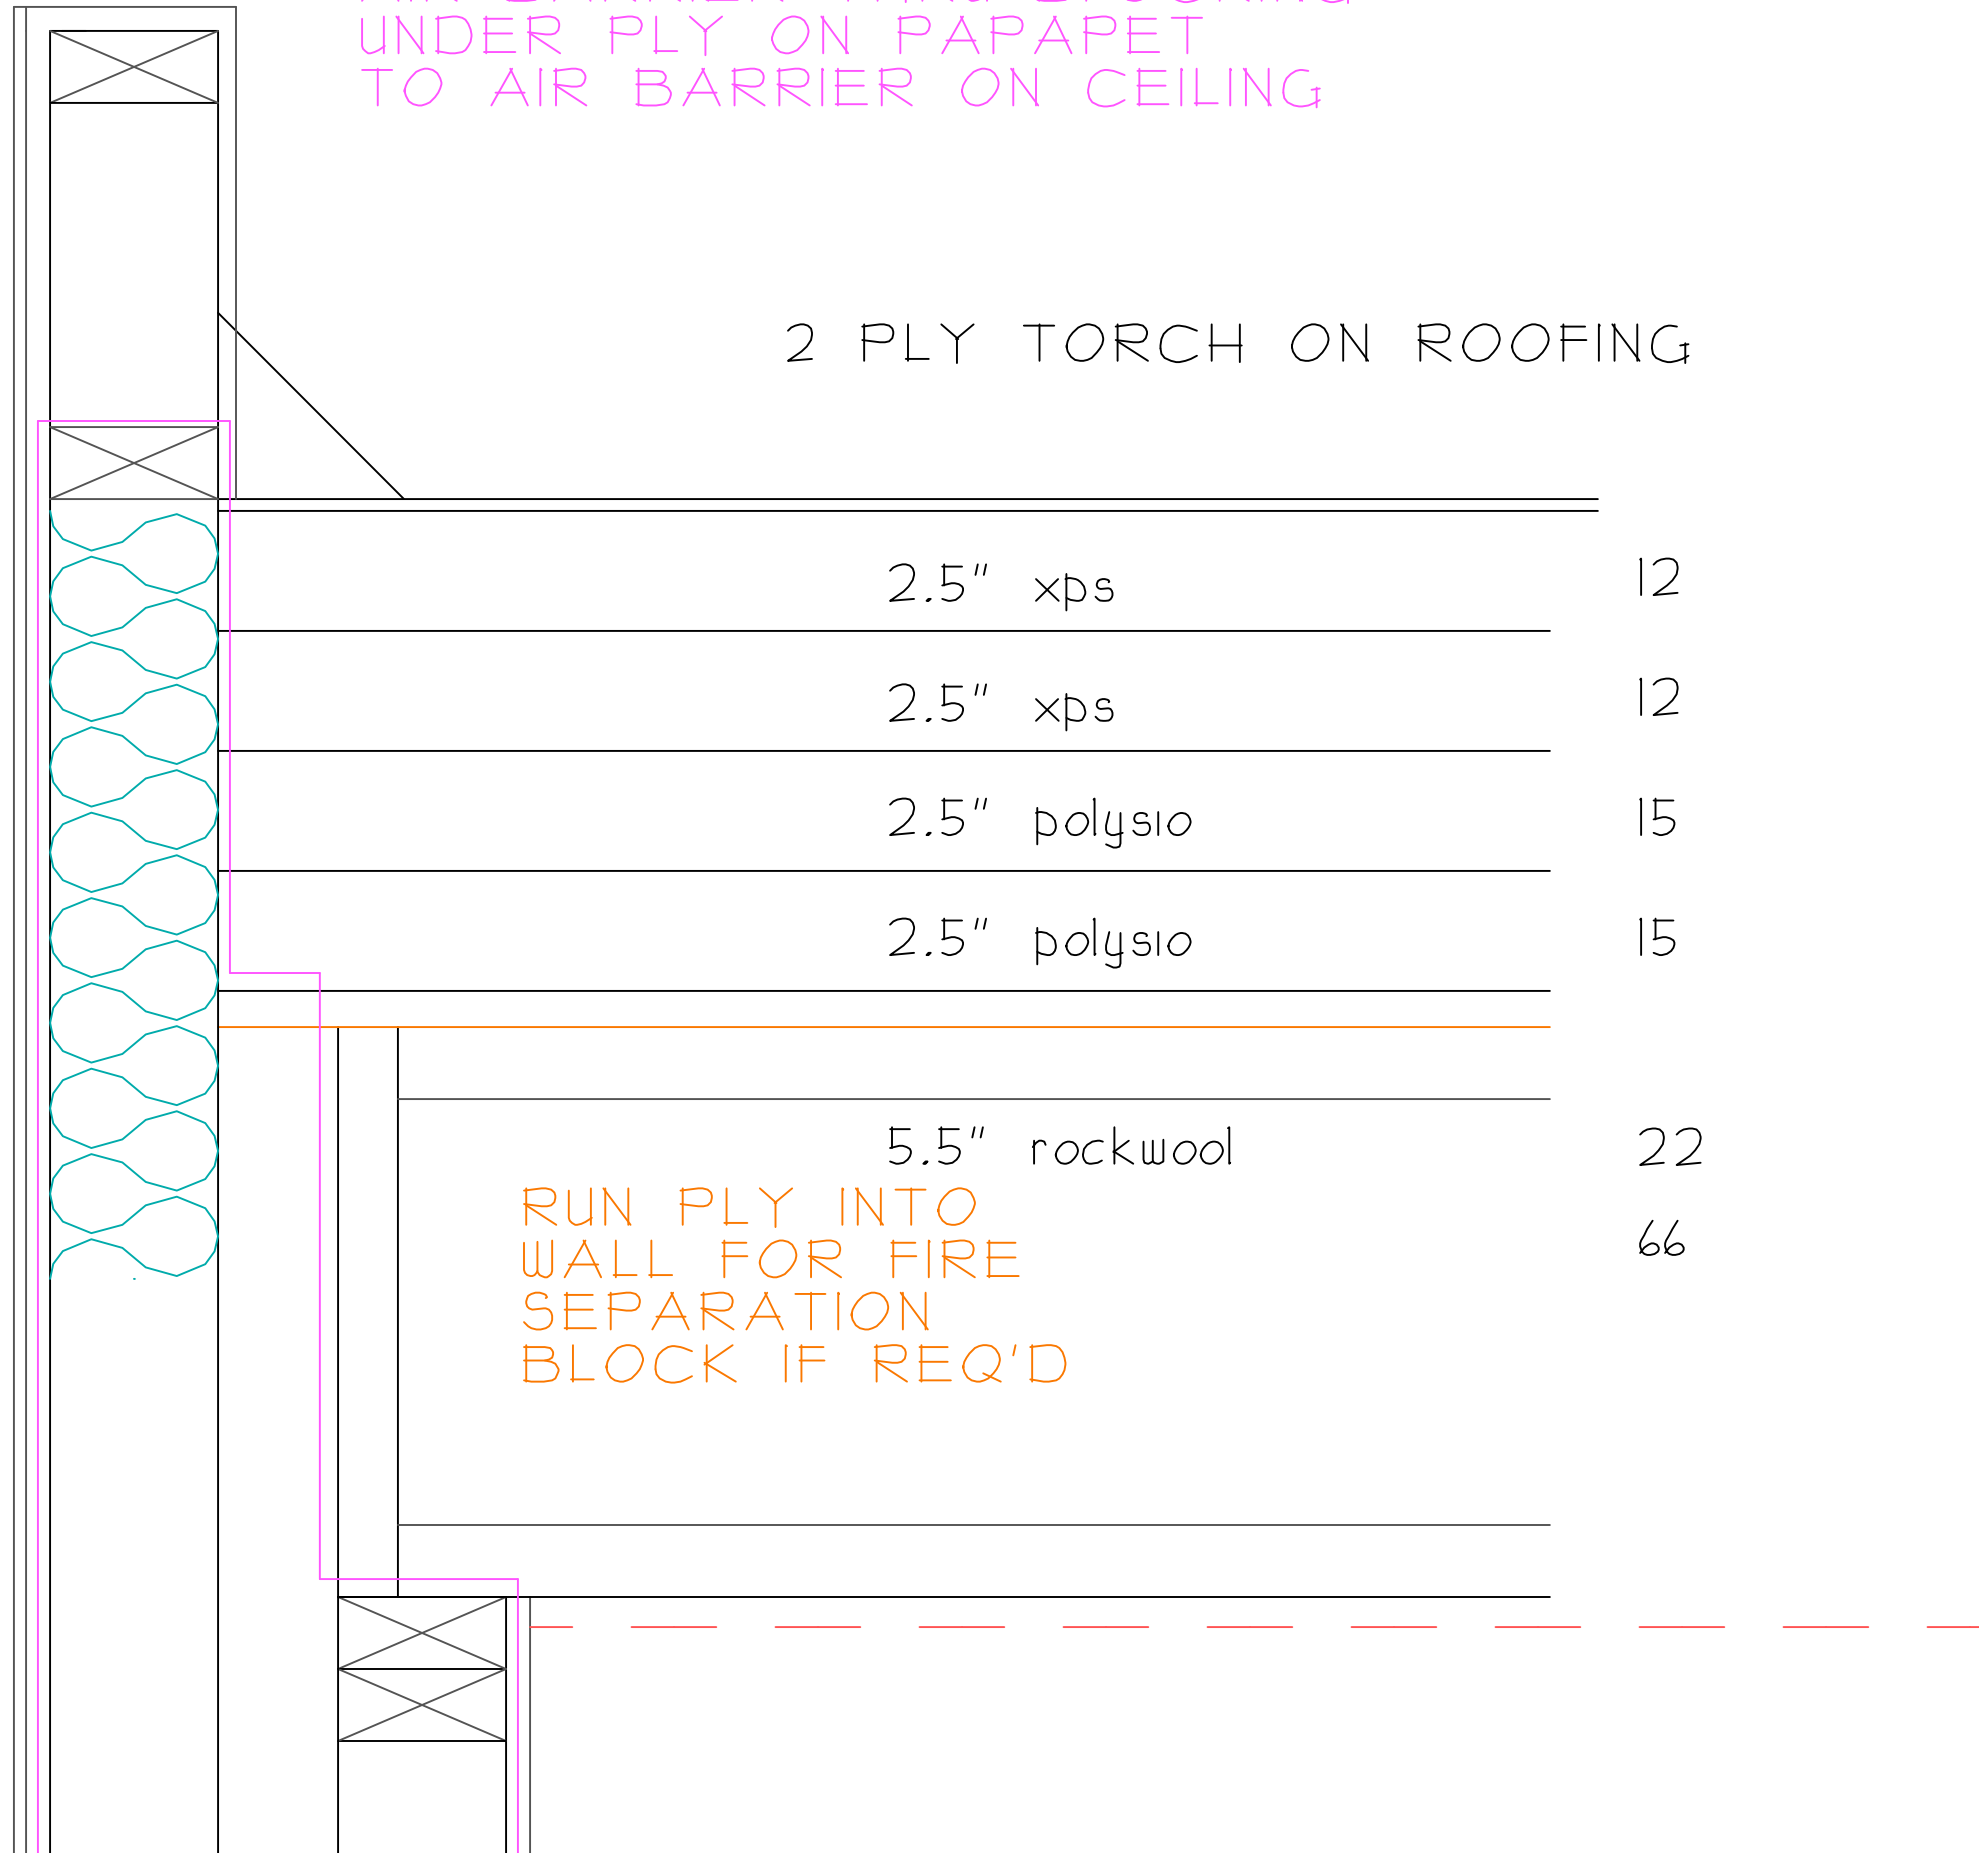 UNDER PLY ON PAPAPET
TO AIR BARRIER ON CEILING
2 PLY TORCH ON ROOFING
2.5" xps 12
2.5" xps 12
2.5" polysio 15
2.5" polysio 15
5.5" rockwool 22
RUN PLY INTO
WALL FOR FIRE
SEPARATION
BLOCK IF REQ'D
66